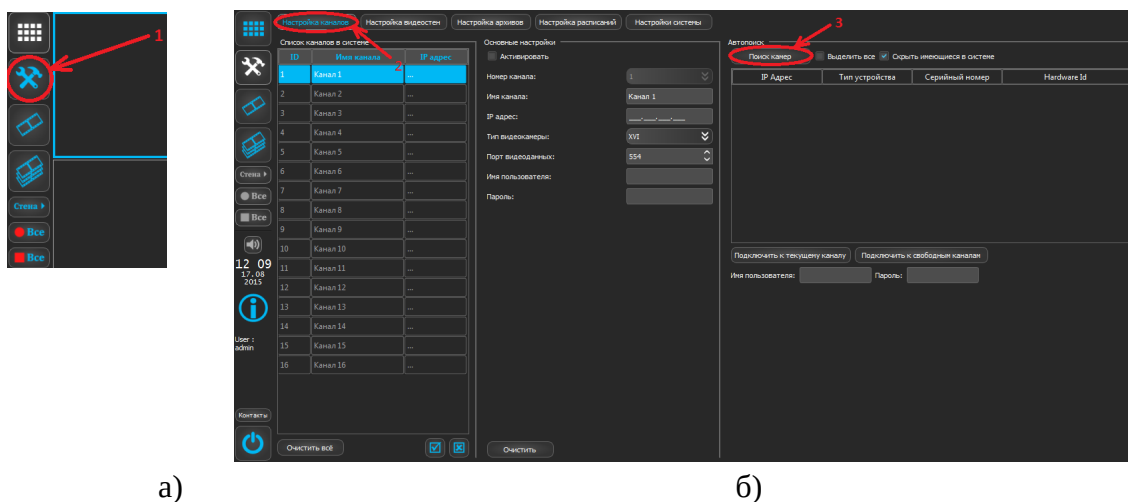 1
Стена
Все
Все
а)
Настройка каналов Настройка видеостен Настройка архивов Настройка расписаний Настройки системы
3
2
Список каналов в системе
ID Имя канала IP адрес
1 Канал 1 ...
2 Канал 2 ...
3 Канал 3 ...
4 Канал 4 ...
5 Канал 5 ...
6 Канал 6 ...
7 Канал 7 ...
8 Канал 8 ...
9 Канал 9 ...
10 Канал 10 ...
11 Канал 11 ...
12 Канал 12 ...
13 Канал 13 ...
14 Канал 14 ...
15 Канал 15 ...
16 Канал 16 ...
Очистить всё
Стена
Все
Все
12 09
17.08
2015
User :
admin
Контакты
Основные настройки
Активировать
Номер канала: 1
Имя канала: Канал 1
IP адрес: ___.___.___.___
Тип видеокамеры: XVI
Порт видеоданных: 554
Имя пользователя:
Пароль:
Очистить
Автопоиск
Поиск камер Выделить все Скрыть имеющиеся в системе
IP Адрес Тип устройства Серийный номер Hardware Id
Подключить к текущему каналу Подключить к свободным каналам
Имя пользователя: Пароль:
б)